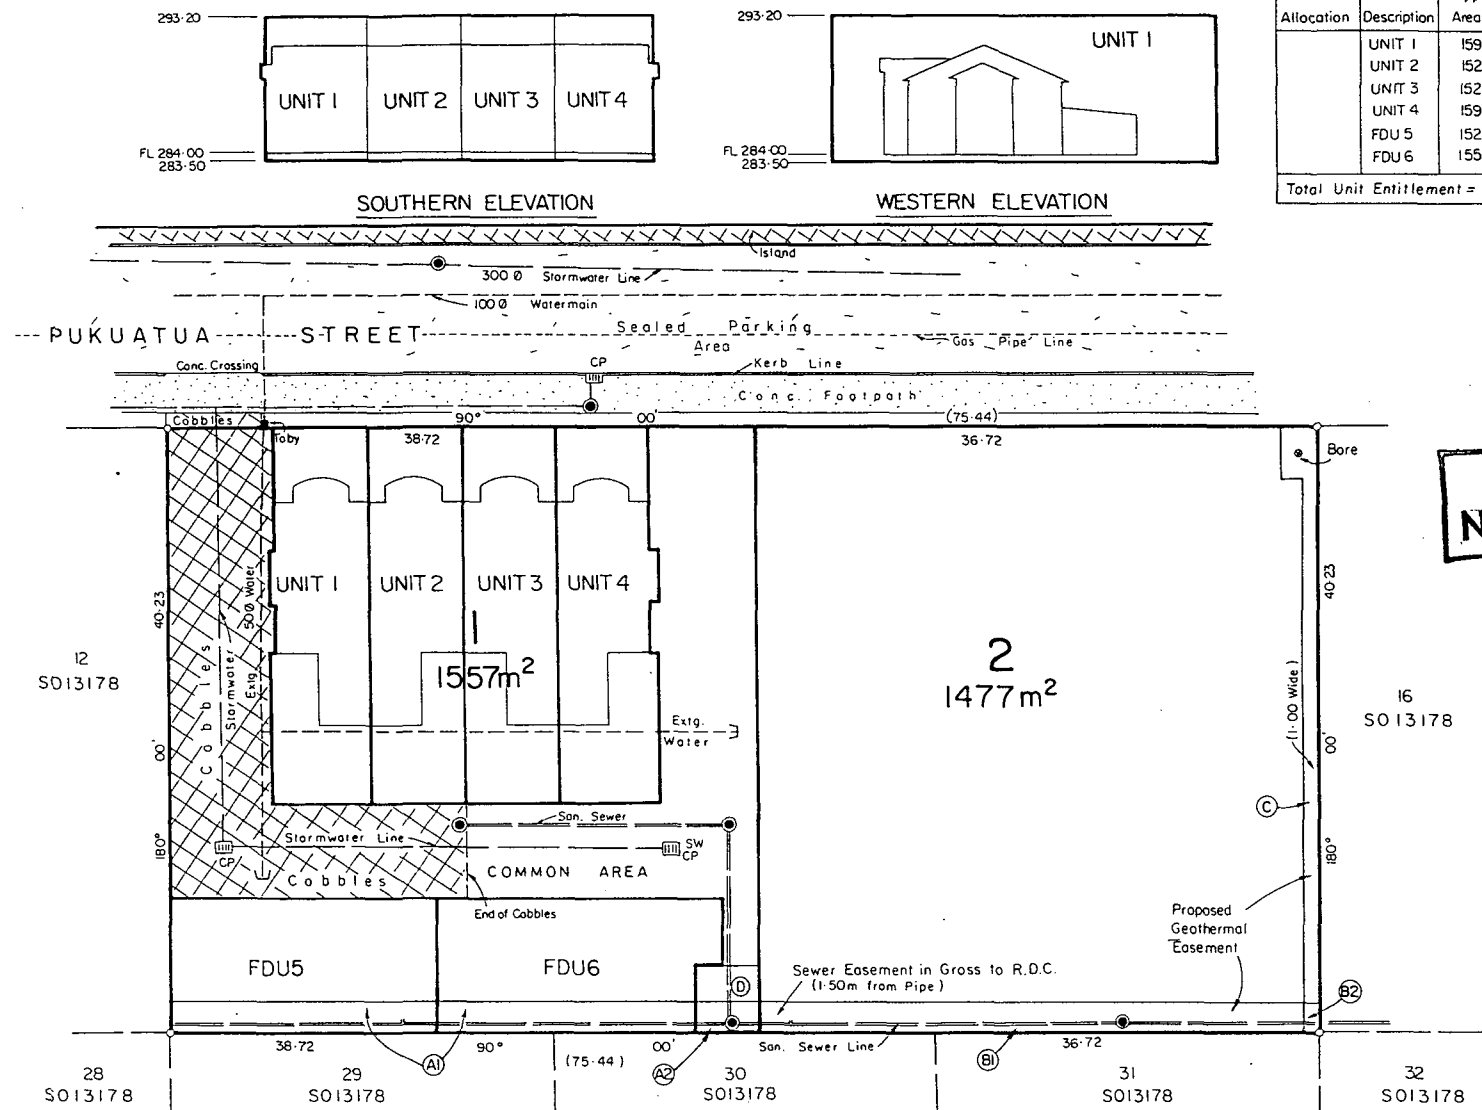 293·20
UNIT 1
UNIT 2
UNIT 3
UNIT 4
FL 284·00
283·50
SOUTHERN ELEVATION
293·20
UNIT 1
FL 284·00
283·50
WESTERN ELEVATION
Allocation Description Area
UNIT 1 159
UNIT 2 152
UNIT 3 152
UNIT 4 159
FDU 5 152
FDU 6 155
Total Unit Entitlement =
Island
300 Ø Stormwater Line
100 Ø Watermain
PUKUATUA STREET
Sealed Parking
Area
Gas Pipe Line
Conc. Crossing
CP
Kerb Line
Conc. Footpath
Cobbles
Toby
90° 00'
(75·44)
38·72
36·72
Bore
UNIT 1
UNIT 2
UNIT 3
UNIT 4
40·23
00'
180°
Cobbles
Stormwater
Extg.
50Ø Water
1
1557m²
2
1477m²
12
SO13178
16
SO13178
40·23
00'
180°
(1·00 Wide)
Extg.
Water
C
San. Sewer
Stormwater Line
CP
SW
CP
Cobbles
COMMON AREA
End of Cobbles
Proposed
Geothermal
Easement
FDU5
FDU6
D
Sewer Easement in Gross to R.D.C.
(1·50m from Pipe)
B2
38·72
A1
90° 00'
(75·44)
A2
San. Sewer Line
B1
36·72
28
SO13178
29
SO13178
30
SO13178
31
SO13178
32
SO13178
N